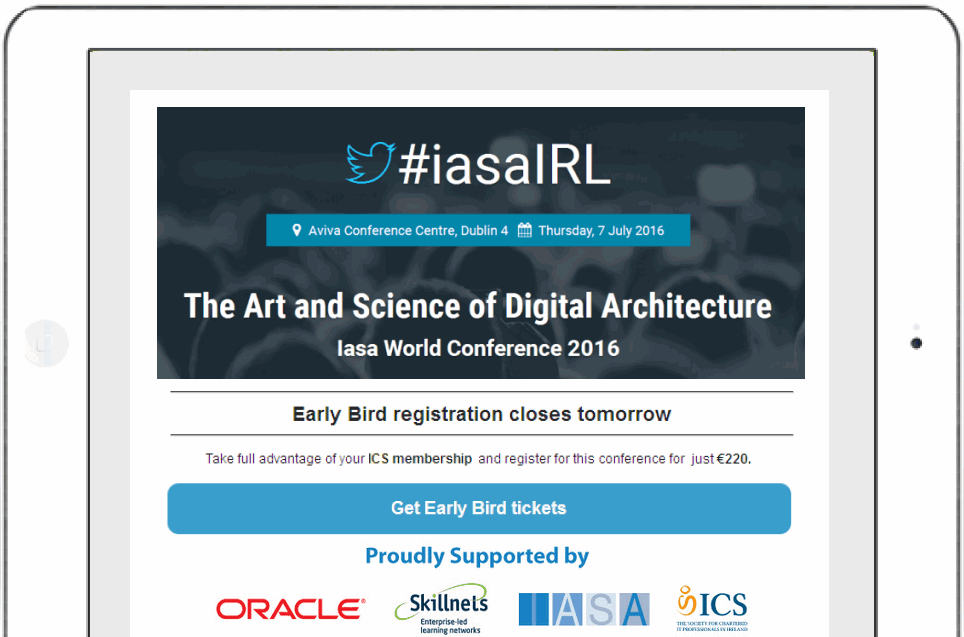 #iasaIRL
Aviva Conference Centre, Dublin 4 Thursday, 7 July 2016
The Art and Science of Digital Architecture
Iasa World Conference 2016
Early Bird registration closes tomorrow
Take full advantage of your ICS membership and register for this conference for just €220.
Get Early Bird tickets
Proudly Supported by
ORACLE®
Skillnets
Enterprise-led
learning networks
IASA
ICS
THE SOCIETY FOR CHARTERED
IT PROFESSIONALS IN IRELAND